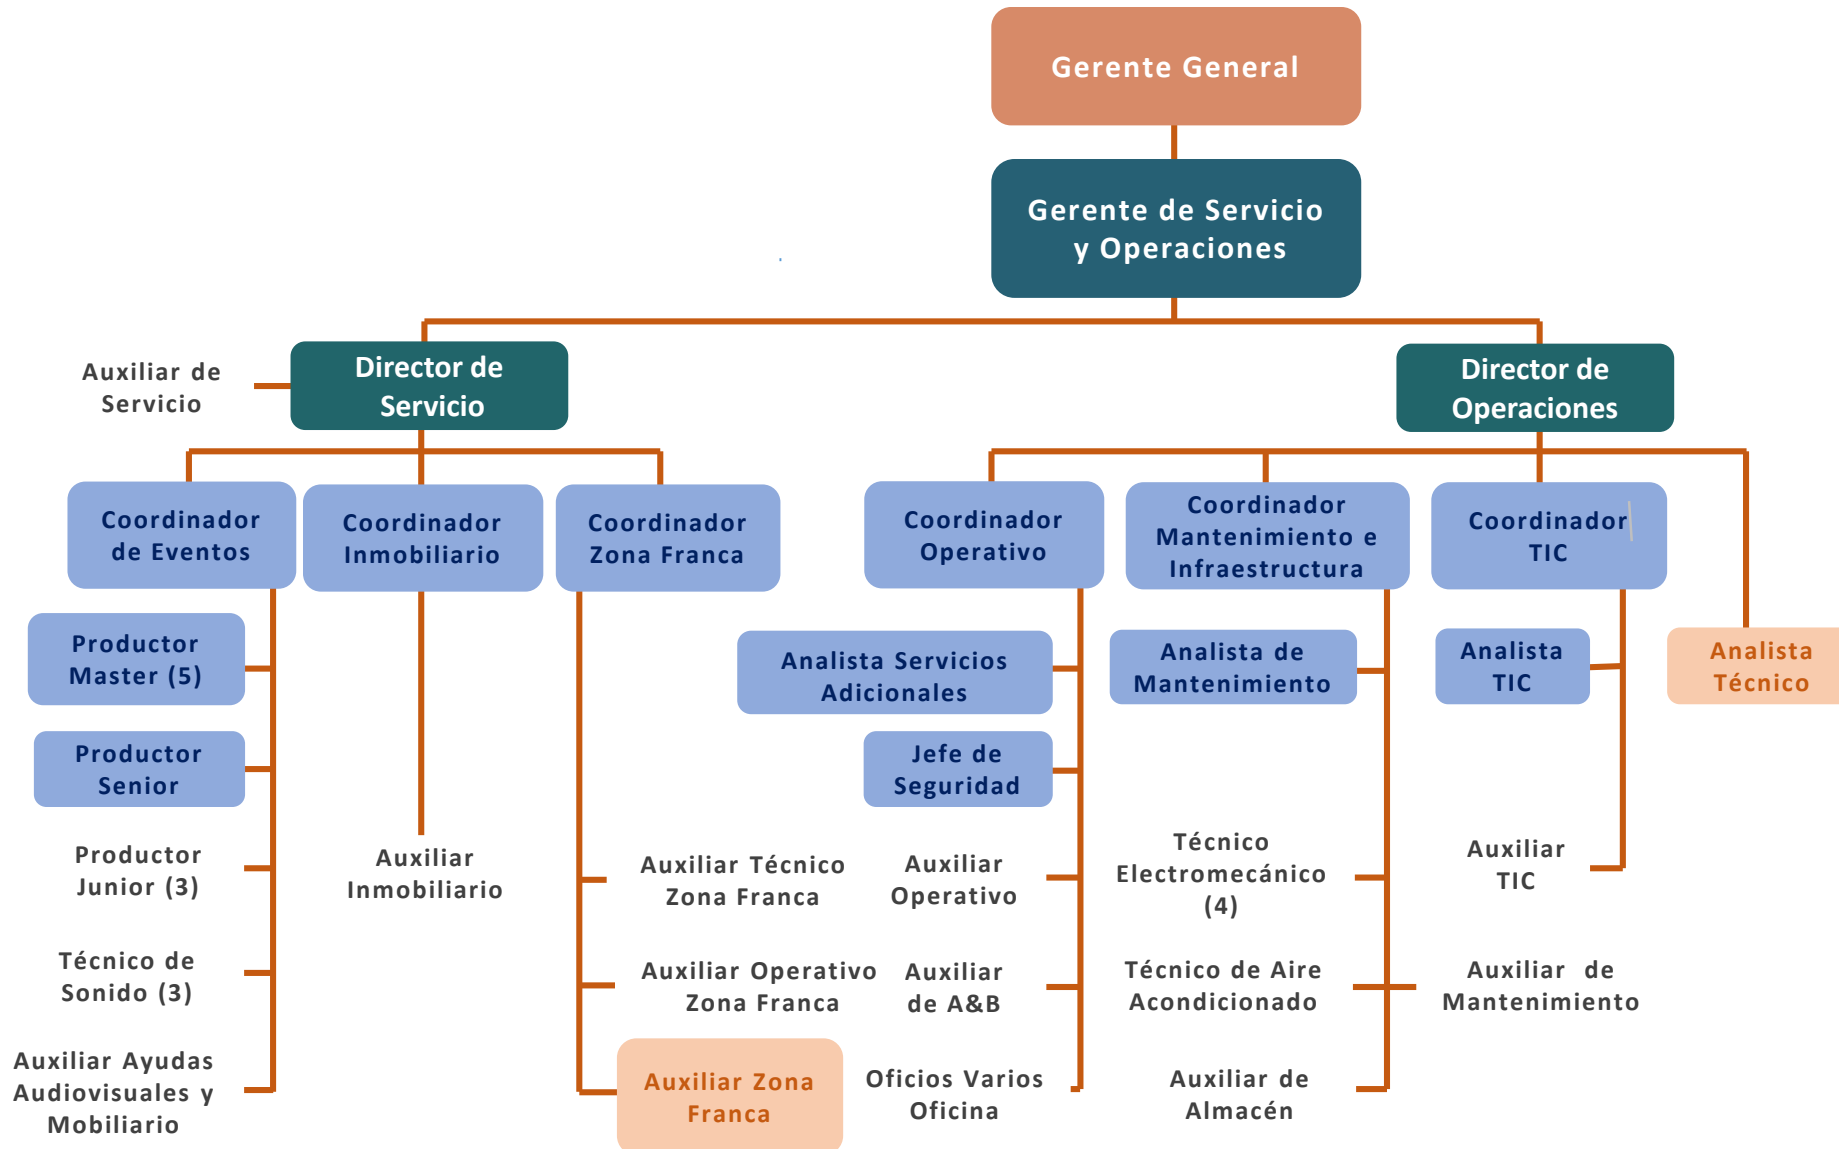 Gerente General
Gerente de Servicio
y Operaciones
Auxiliar de
Servicio
Director de
Servicio
Director de
Operaciones
Coordinador
de Eventos
Coordinador
Inmobiliario
Coordinador
Zona Franca
Coordinador
Operativo
Coordinador
Mantenimiento e
Infraestructura
Coordinador
TIC
Productor
Master (5)
Analista Servicios
Adicionales
Analista de
Mantenimiento
Analista
TIC
Analista
Técnico
Productor
Senior
Jefe de
Seguridad
Productor
Junior (3)
Auxiliar
Inmobiliario
Auxiliar Técnico
Zona Franca
Auxiliar
Operativo
Técnico
Electromecánico
(4)
Auxiliar
TIC
Técnico de
Sonido (3)
Auxiliar Operativo
Zona Franca
Auxiliar
de A&B
Técnico de Aire
Acondicionado
Auxiliar de
Mantenimiento
Auxiliar Ayudas
Audiovisuales y
Mobiliario
Auxiliar Zona
Franca
Oficios Varios
Oficina
Auxiliar de
Almacén